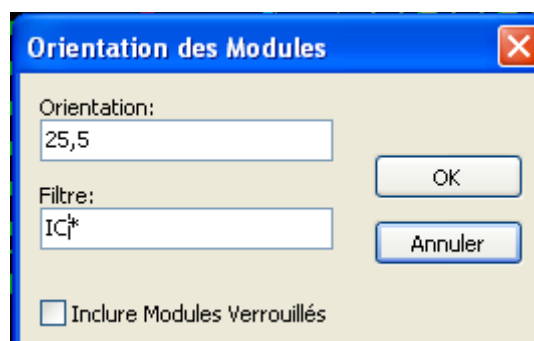 Orientation des Modules
Orientation:
25,5
OK
Filtre:
IC*
Annuler
Inclure Modules Verrouillés